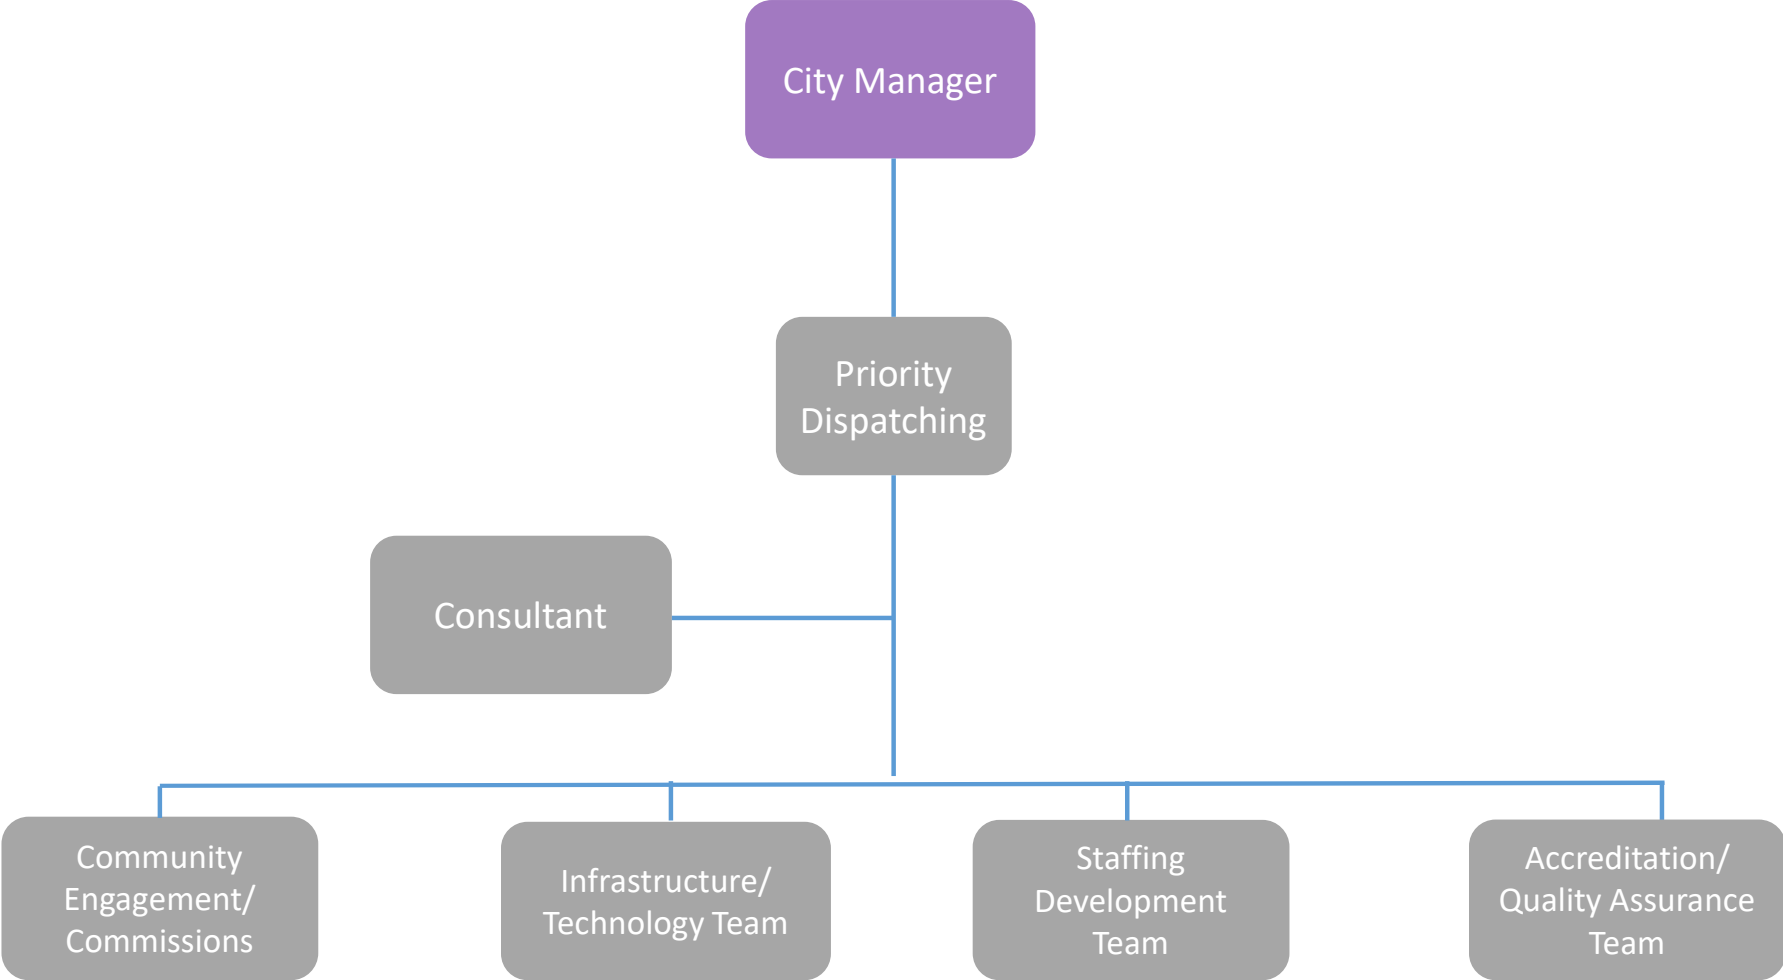 City Manager
Priority
Dispatching
Consultant
Community
Engagement/
Commissions
Infrastructure/
Technology Team
Staffing
Development
Team
Accreditation/
Quality Assurance
Team